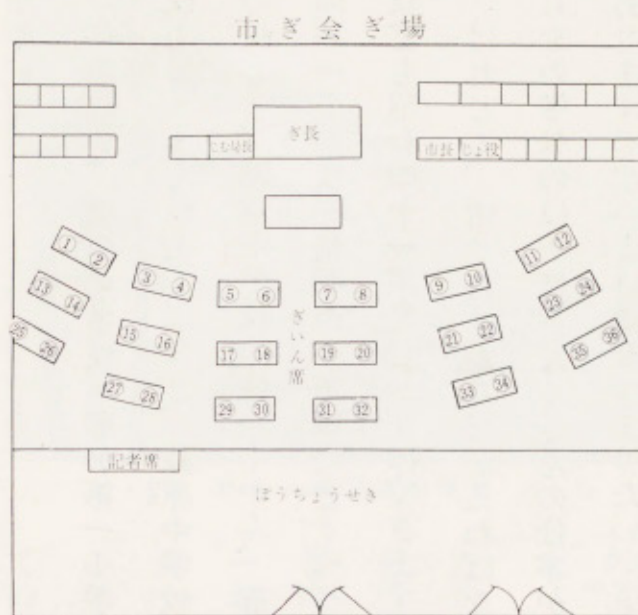 市ぎ会ぎ場
ぎ長
市長 じょ役
① ② ③ ④ ⑤ ⑥ ⑦ ⑧ ⑨ ⑩ ⑪ ⑫
⑬ ⑭ ⑮ ⑯ ⑰ ⑱ ⑲ ⑳ ㉑ ㉒ ㉓ ㉔
㉕ ㉖ ㉗ ㉘ ㉙ ㉚ ㉛ ㉜ ㉝ ㉞ ㉟ ㊱
ぎいん席
記者席
ぼうちょうせき